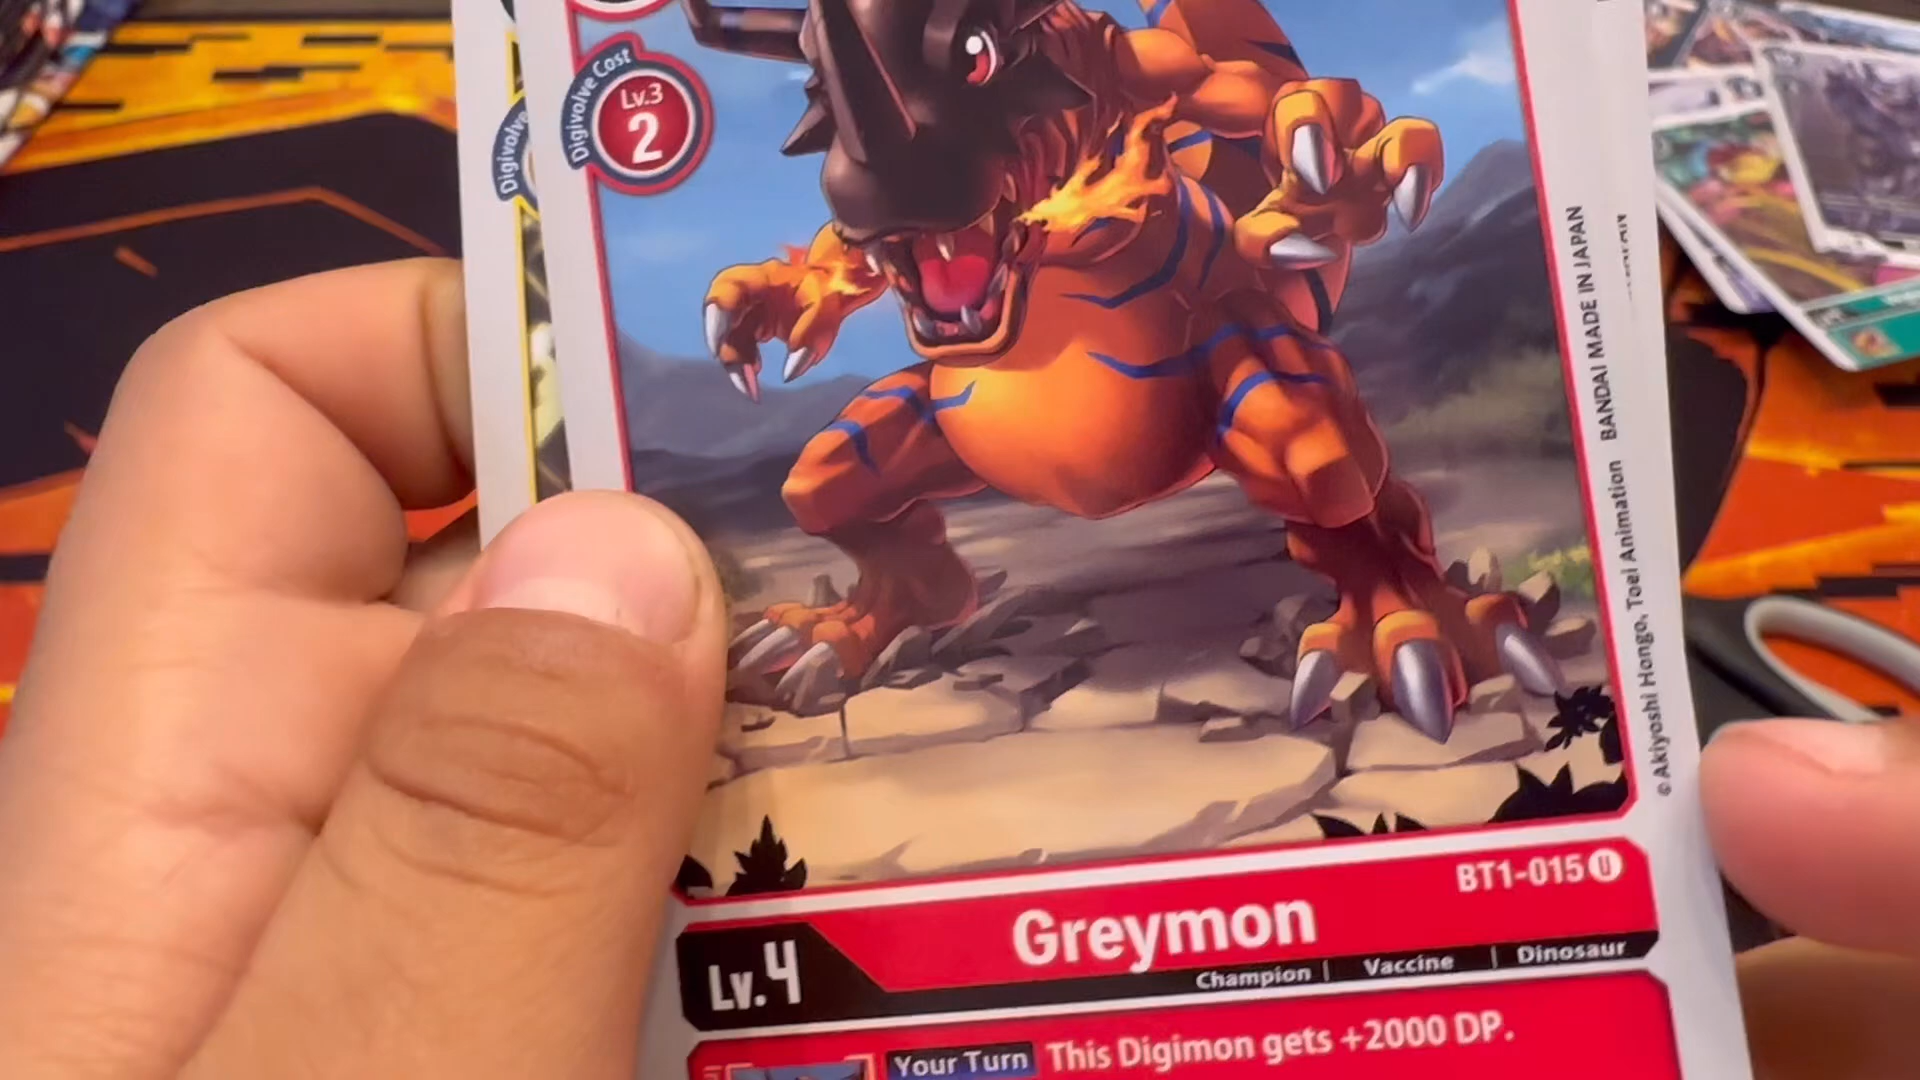 Digivolve Cost
Lv.3
2
Digivolve
BANDAI MADE IN JAPAN
©Akiyoshi Hongo, Toei Animation
BT1-015 U
Greymon
Lv.4
Champion | Vaccine | Dinosaur
Your Turn This Digimon gets +2000 DP.